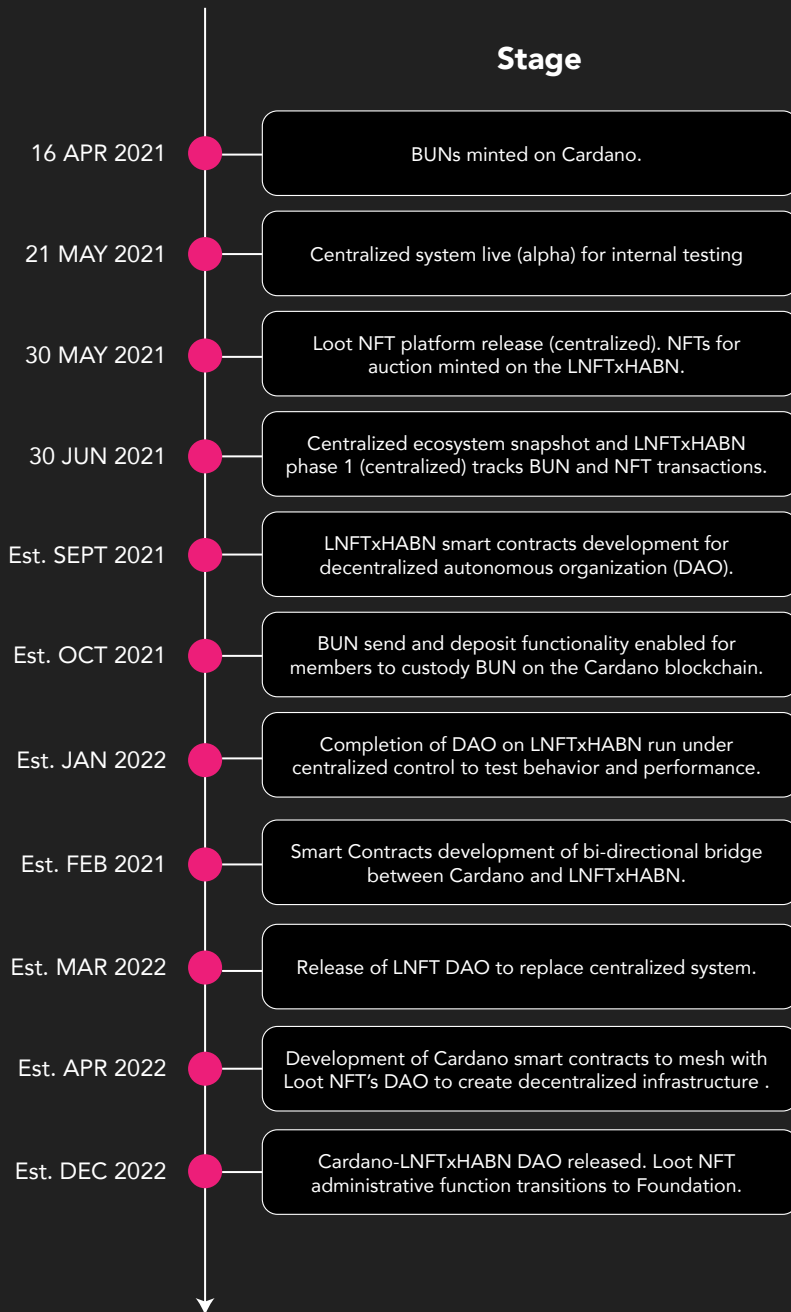 Stage
16 APR 2021
BUNs minted on Cardano.
21 MAY 2021
Centralized system live (alpha) for internal testing
30 MAY 2021
Loot NFT platform release (centralized). NFTs for
auction minted on the LNFTxHABN.
30 JUN 2021
Centralized ecosystem snapshot and LNFTxHABN
phase 1 (centralized) tracks BUN and NFT transactions.
Est. SEPT 2021
LNFTxHABN smart contracts development for
decentralized autonomous organization (DAO).
Est. OCT 2021
BUN send and deposit functionality enabled for
members to custody BUN on the Cardano blockchain.
Est. JAN 2022
Completion of DAO on LNFTxHABN run under
centralized control to test behavior and performance.
Est. FEB 2021
Smart Contracts development of bi-directional bridge
between Cardano and LNFTxHABN.
Est. MAR 2022
Release of LNFT DAO to replace centralized system.
Est. APR 2022
Development of Cardano smart contracts to mesh with
Loot NFT's DAO to create decentralized infrastructure .
Est. DEC 2022
Cardano-LNFTxHABN DAO released. Loot NFT
administrative function transitions to Foundation.